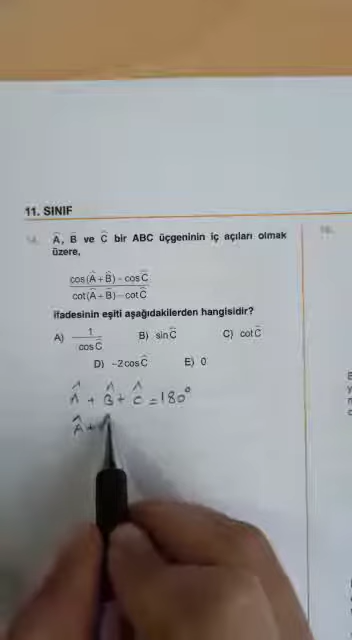 11. SINIF
14. Â, B̂ ve Ĉ bir ABC üçgeninin iç açıları olmak
üzere,
cos(Â+B̂)-cosĈ
cot(Â+B̂)-cotĈ
ifadesinin eşiti aşağıdakilerden hangisidir?
A) 1/cosĈ B) sinĈ C) cotĈ
D) -2cosĈ E) 0
Â + B̂ + Ĉ = 180°
Â +